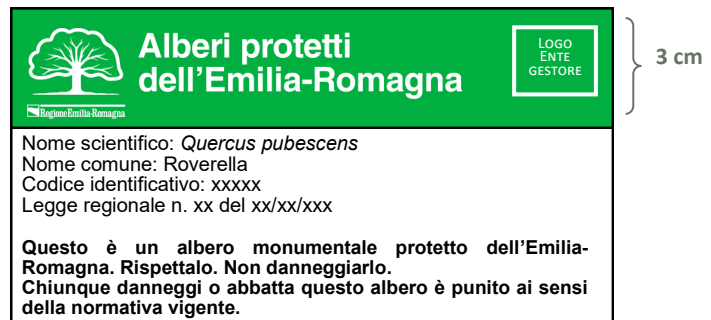 Alberi protetti
dell'Emilia-Romagna
LOGO
ENTE
GESTORE
3 cm
RegioneEmilia-Romagna
Nome scientifico: Quercus pubescens
Nome comune: Roverella
Codice identificativo: xxxxx
Legge regionale n. xx del xx/xx/xxx
Questo è un albero monumentale protetto dell'Emilia-
Romagna. Rispettalo. Non danneggiarlo.
Chiunque danneggi o abbatta questo albero è punito ai sensi
della normativa vigente.